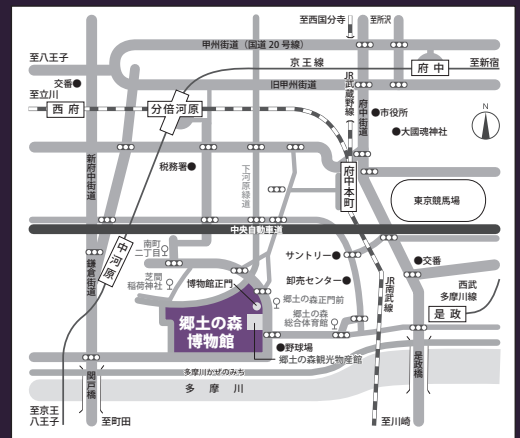 至西国分寺
至所沢
甲州街道（国道20号線）
至八王子
京王線
府中
至新宿
交番
旧甲州街道
至立川
西府
分倍河原
JR武蔵野線
府中街道
市役所
大國魂神社
N
新府中街道
税務署
下河原緑道
府中本町
東京競馬場
中央自動車道
南町
二丁目
中河原
サントリー
交番
鎌倉街道
芝間
稲荷神社
博物館正門
卸売センター
JR南武線
西武
多摩川線
郷土の森正門前
是政
郷土の森
博物館
郷土の森
総合体育館
野球場
郷土の森観光物産館
関戸橋
多摩川かぜのみち
是政橋
多摩川
至京王
八王子
至町田
至川崎